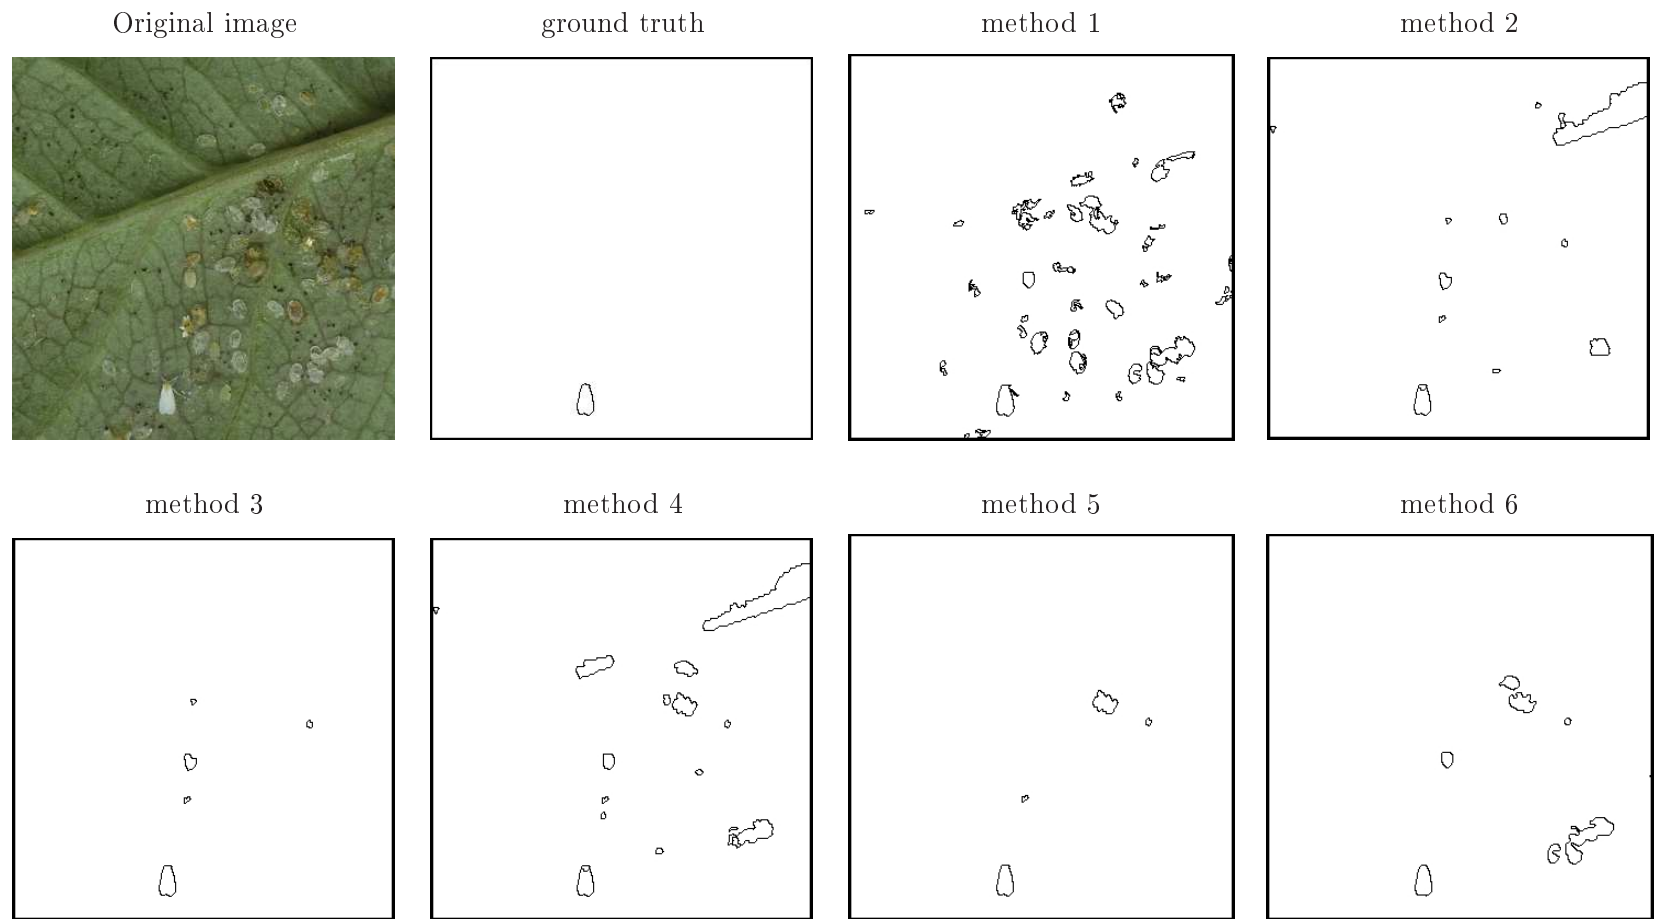 Original image
ground truth
method 1
method 2
method 3
method 4
method 5
method 6